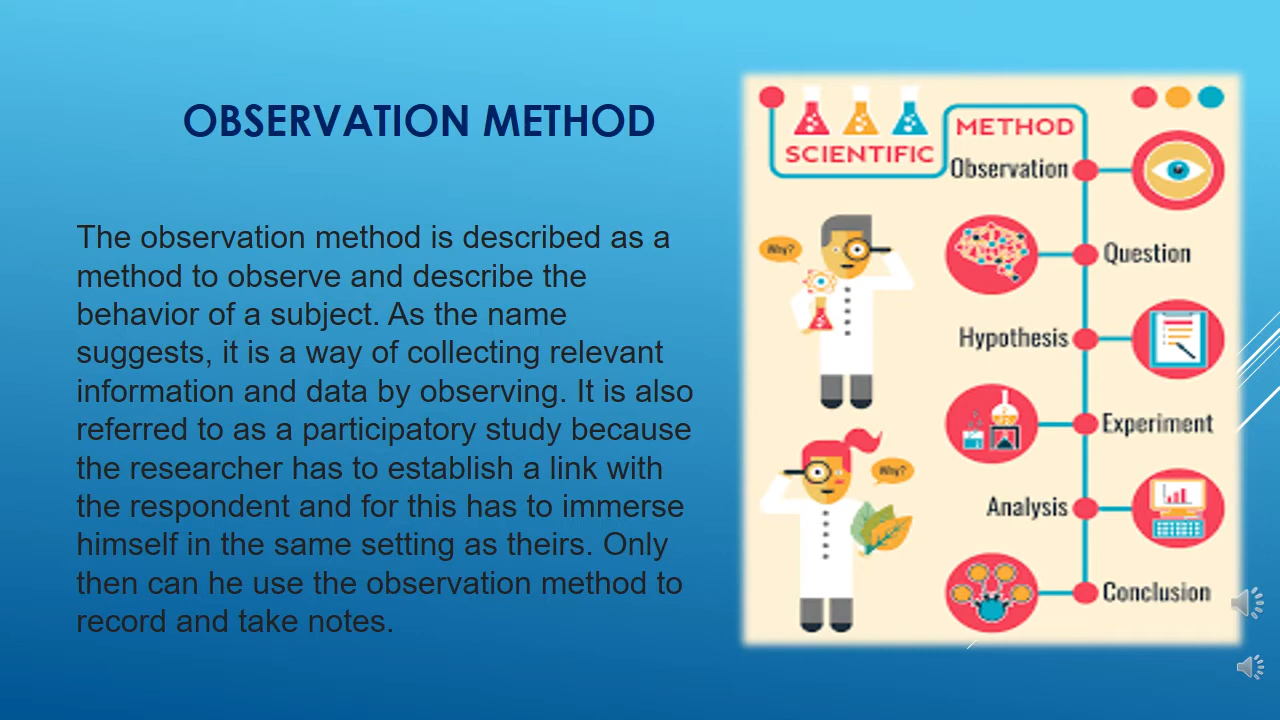 OBSERVATION METHOD
The observation method is described as a
method to observe and describe the
behavior of a subject. As the name
suggests, it is a way of collecting relevant
information and data by observing. It is also
referred to as a participatory study because
the researcher has to establish a link with
the respondent and for this has to immerse
himself in the same setting as theirs. Only
then can he use the observation method to
record and take notes.
SCIENTIFIC
METHOD
Observation
Why?
Question
Hypothesis
Experiment
Why?
Analysis
Conclusion